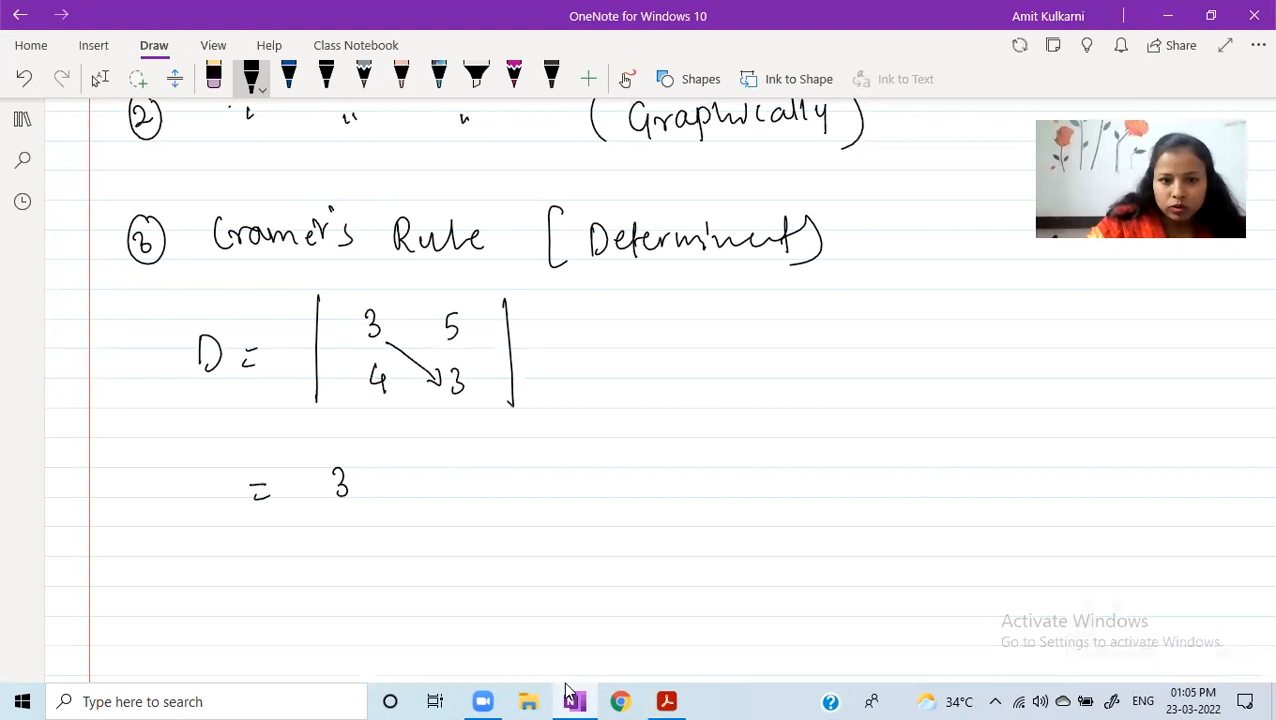 OneNote for Windows 10
Amit Kulkarni
Home Insert Draw View Help Class Notebook
Share
Shapes Ink to Shape Ink to Text
② " " " (Graphically)
③ Cramer's Rule [Determinent)
D = | 3 5
4 3 |
= 3
Activate Windows
Go to Settings to activate Windows.
Type here to search
34°C
ENG
01:05 PM
23-03-2022